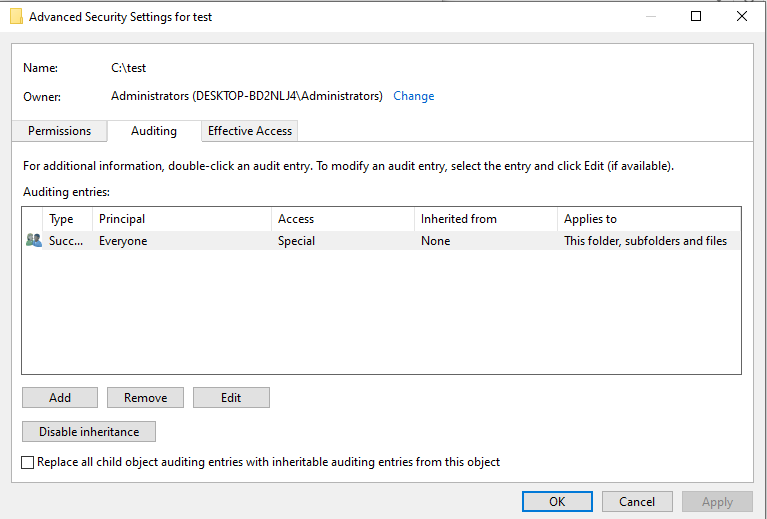 Advanced Security Settings for test
Name: C:\test
Owner: Administrators (DESKTOP-BD2NLJ4\Administrators) Change
Permissions Auditing Effective Access
For additional information, double-click an audit entry. To modify an audit entry, select the entry and click Edit (if available).
Auditing entries:
Type Principal Access Inherited from Applies to
Succ... Everyone Special None This folder, subfolders and files
Add Remove Edit
Disable inheritance
Replace all child object auditing entries with inheritable auditing entries from this object
OK Cancel Apply